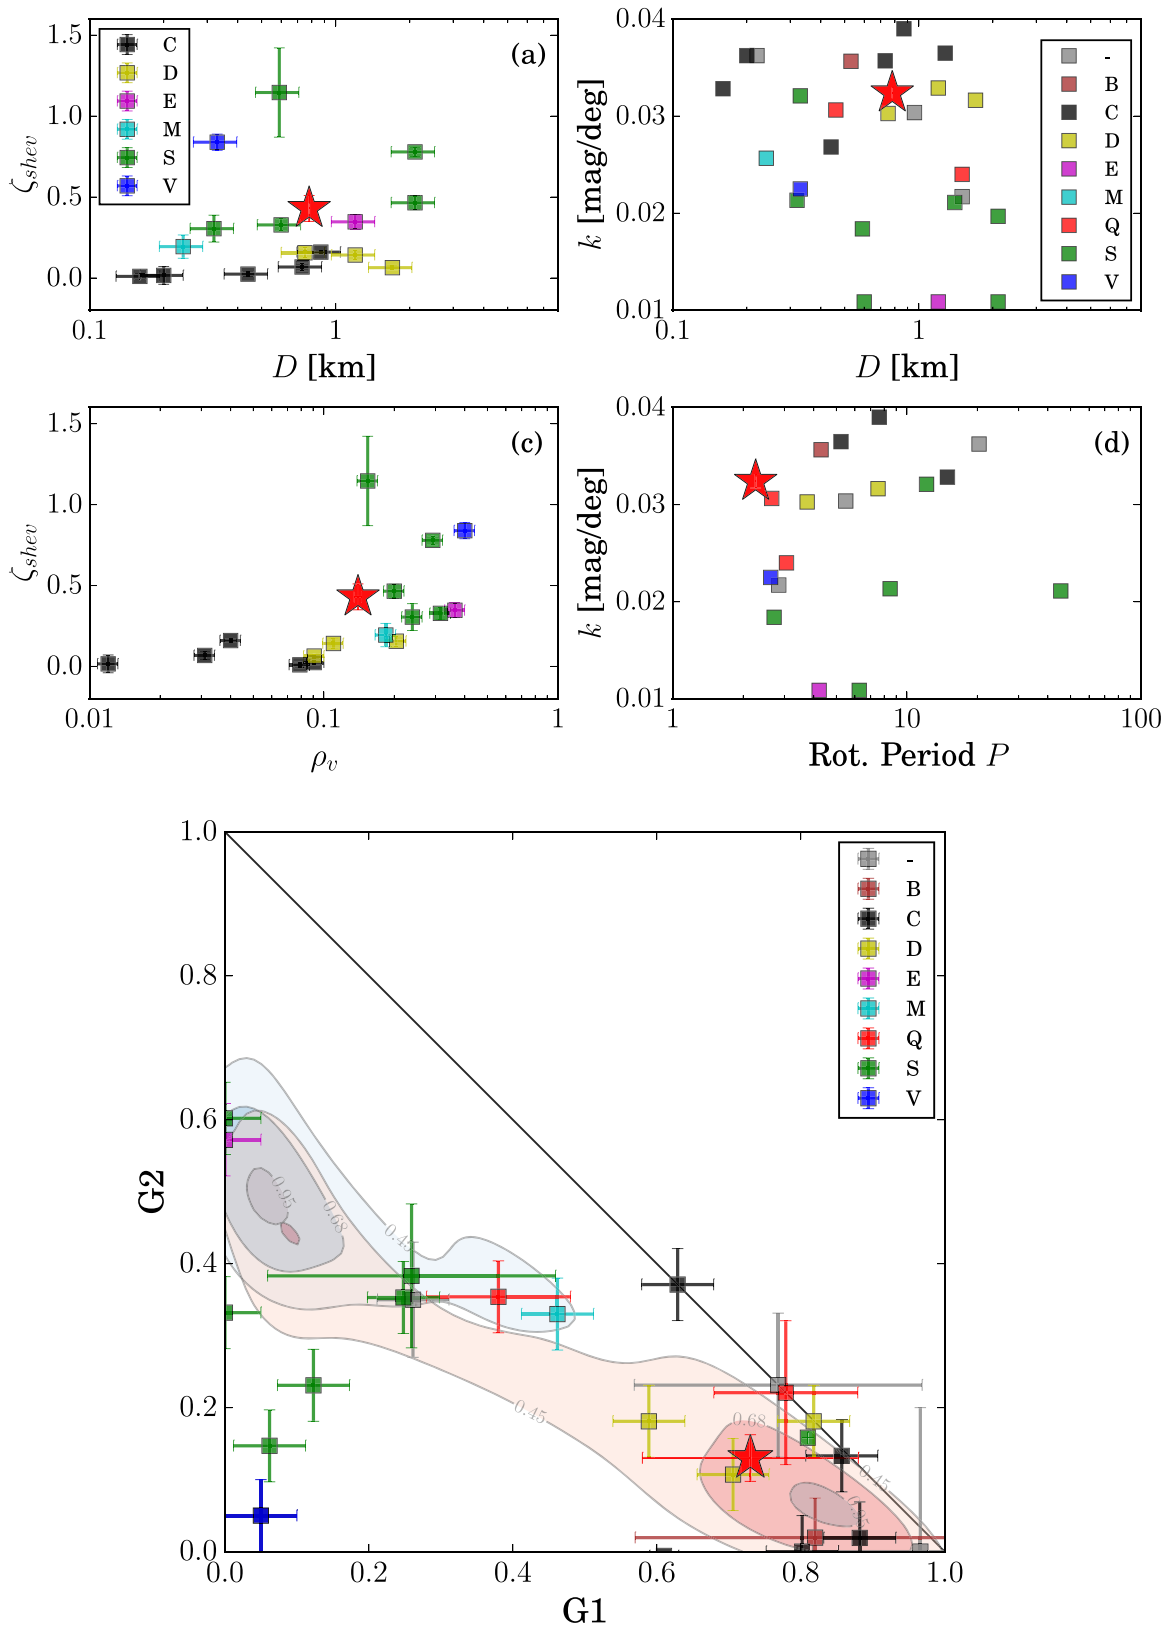 1.5
1.0
0.5
0.0
ζshev
C
D
E
M
S
V
(a)
0.1
1
D [km]
0.04
0.03
0.02
0.01
k [mag/deg]
-
B
C
D
E
M
Q
S
V
0.1
1
D [km]
1.5
1.0
0.5
0.0
ζshev
(c)
0.01
0.1
1
ρv
0.04
0.03
0.02
0.01
k [mag/deg]
(d)
1
10
100
Rot. Period P
1.0
0.8
0.6
0.4
0.2
0.0
G2
-
B
C
D
E
M
Q
S
V
0.95
0.68
0.45
0.45
0.68
0.45
0.95
0.0
0.2
0.4
0.6
0.8
1.0
G1